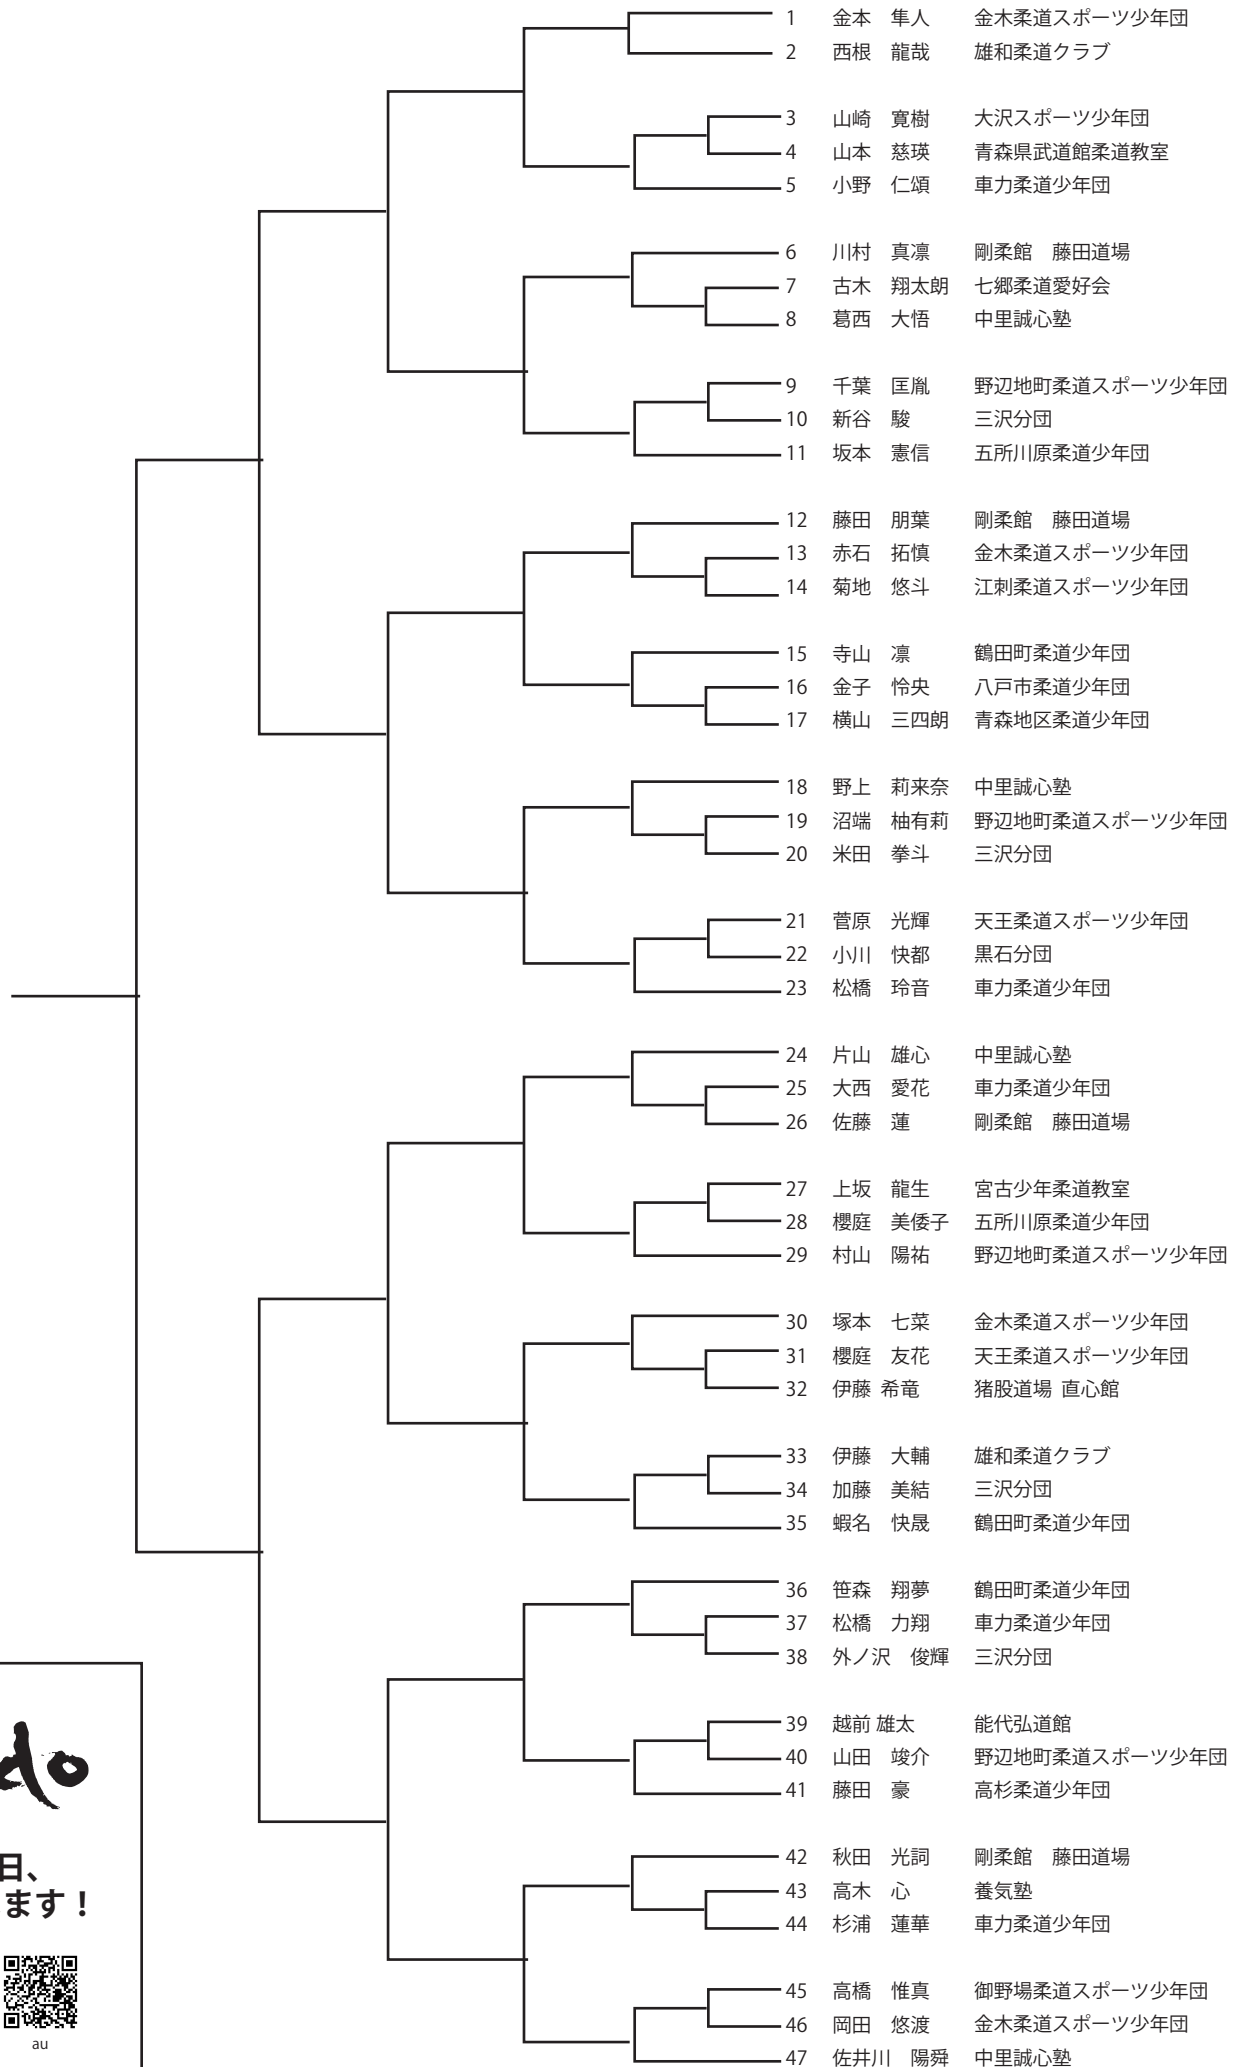 1 金本　隼人 金木柔道スポーツ少年団
2 西根　龍哉 雄和柔道クラブ
3 山崎　寛樹 大沢スポーツ少年団
4 山本　慈瑛 青森県武道館柔道教室
5 小野　仁頌 車力柔道少年団
6 川村　真凛 剛柔館　藤田道場
7 古木　翔太朗 七郷柔道愛好会
8 葛西　大悟 中里誠心塾
9 千葉　匡胤 野辺地町柔道スポーツ少年団
10 新谷　駿 三沢分団
11 坂本　憲信 五所川原柔道少年団
12 藤田　朋葉 剛柔館　藤田道場
13 赤石　拓慎 金木柔道スポーツ少年団
14 菊地　悠斗 江刺柔道スポーツ少年団
15 寺山　凛 鶴田町柔道少年団
16 金子　怜央 八戸市柔道少年団
17 横山　三四朗 青森地区柔道少年団
18 野上　莉来奈 中里誠心塾
19 沼端　柚有莉 野辺地町柔道スポーツ少年団
20 米田　拳斗 三沢分団
21 菅原　光輝 天王柔道スポーツ少年団
22 小川　快都 黒石分団
23 松橋　玲音 車力柔道少年団
24 片山　雄心 中里誠心塾
25 大西　愛花 車力柔道少年団
26 佐藤　蓮 剛柔館　藤田道場
27 上坂　龍生 宮古少年柔道教室
28 櫻庭　美倭子 五所川原柔道少年団
29 村山　陽祐 野辺地町柔道スポーツ少年団
30 塚本　七菜 金木柔道スポーツ少年団
31 櫻庭　友花 天王柔道スポーツ少年団
32 伊藤 希竜 猪股道場 直心館
33 伊藤　大輔 雄和柔道クラブ
34 加藤　美結 三沢分団
35 蝦名　快晟 鶴田町柔道少年団
36 笹森　翔夢 鶴田町柔道少年団
37 松橋　力翔 車力柔道少年団
38 外ノ沢　俊輝 三沢分団
39 越前 雄太 能代弘道館
40 山田　竣介 野辺地町柔道スポーツ少年団
41 藤田　豪 高杉柔道少年団
42 秋田　光詞 剛柔館　藤田道場
43 高木　心 養気塾
44 杉浦　蓮華 車力柔道少年団
45 高橋　惟真 御野場柔道スポーツ少年団
46 岡田　悠渡 金木柔道スポーツ少年団
47 佐井川　陽舜 中里誠心塾
do
日、
ます！
au